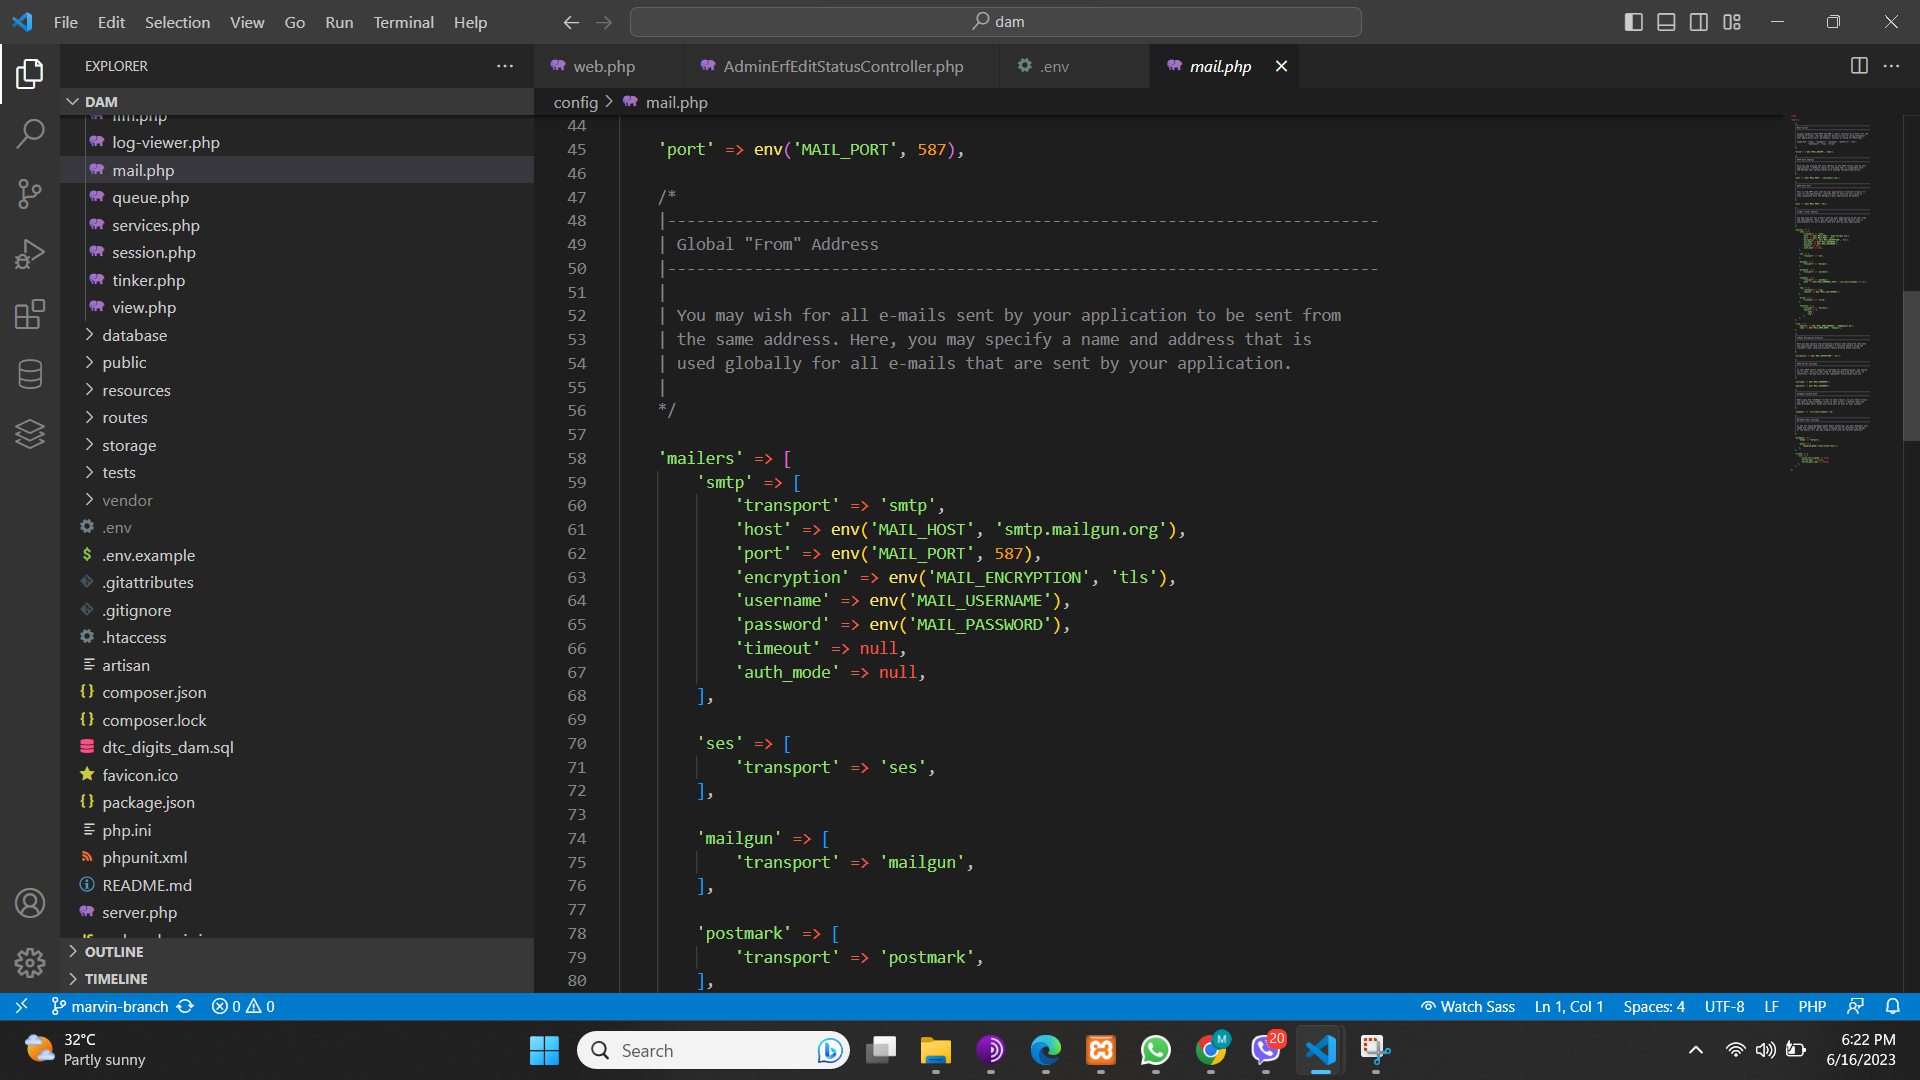 File Edit Selection View Go Run Terminal Help
dam
EXPLORER
DAM
log-viewer.php
mail.php
queue.php
services.php
session.php
tinker.php
view.php
database
public
resources
routes
storage
tests
vendor
.env
.env.example
.gitattributes
.gitignore
.htaccess
artisan
composer.json
composer.lock
dtc_digits_dam.sql
favicon.ico
package.json
php.ini
phpunit.xml
README.md
server.php
OUTLINE
TIMELINE
web.php AdminErfEditStatusController.php .env mail.php
config > mail.php
44
45 'port' => env('MAIL_PORT', 587),
46
47 /*
48 |--------------------------------------------------------------------------
49 | Global "From" Address
50 |--------------------------------------------------------------------------
51 |
52 | You may wish for all e-mails sent by your application to be sent from
53 | the same address. Here, you may specify a name and address that is
54 | used globally for all e-mails that are sent by your application.
55 |
56 */
57
58 'mailers' => [
59 'smtp' => [
60 'transport' => 'smtp',
61 'host' => env('MAIL_HOST', 'smtp.mailgun.org'),
62 'port' => env('MAIL_PORT', 587),
63 'encryption' => env('MAIL_ENCRYPTION', 'tls'),
64 'username' => env('MAIL_USERNAME'),
65 'password' => env('MAIL_PASSWORD'),
66 'timeout' => null,
67 'auth_mode' => null,
68 ],
69
70 'ses' => [
71 'transport' => 'ses',
72 ],
73
74 'mailgun' => [
75 'transport' => 'mailgun',
76 ],
77
78 'postmark' => [
79 'transport' => 'postmark',
80 ],
marvin-branch 0 0 Watch Sass Ln 1, Col 1 Spaces: 4 UTF-8 LF PHP
32°C
Partly sunny
Search
M
20
6:22 PM
6/16/2023